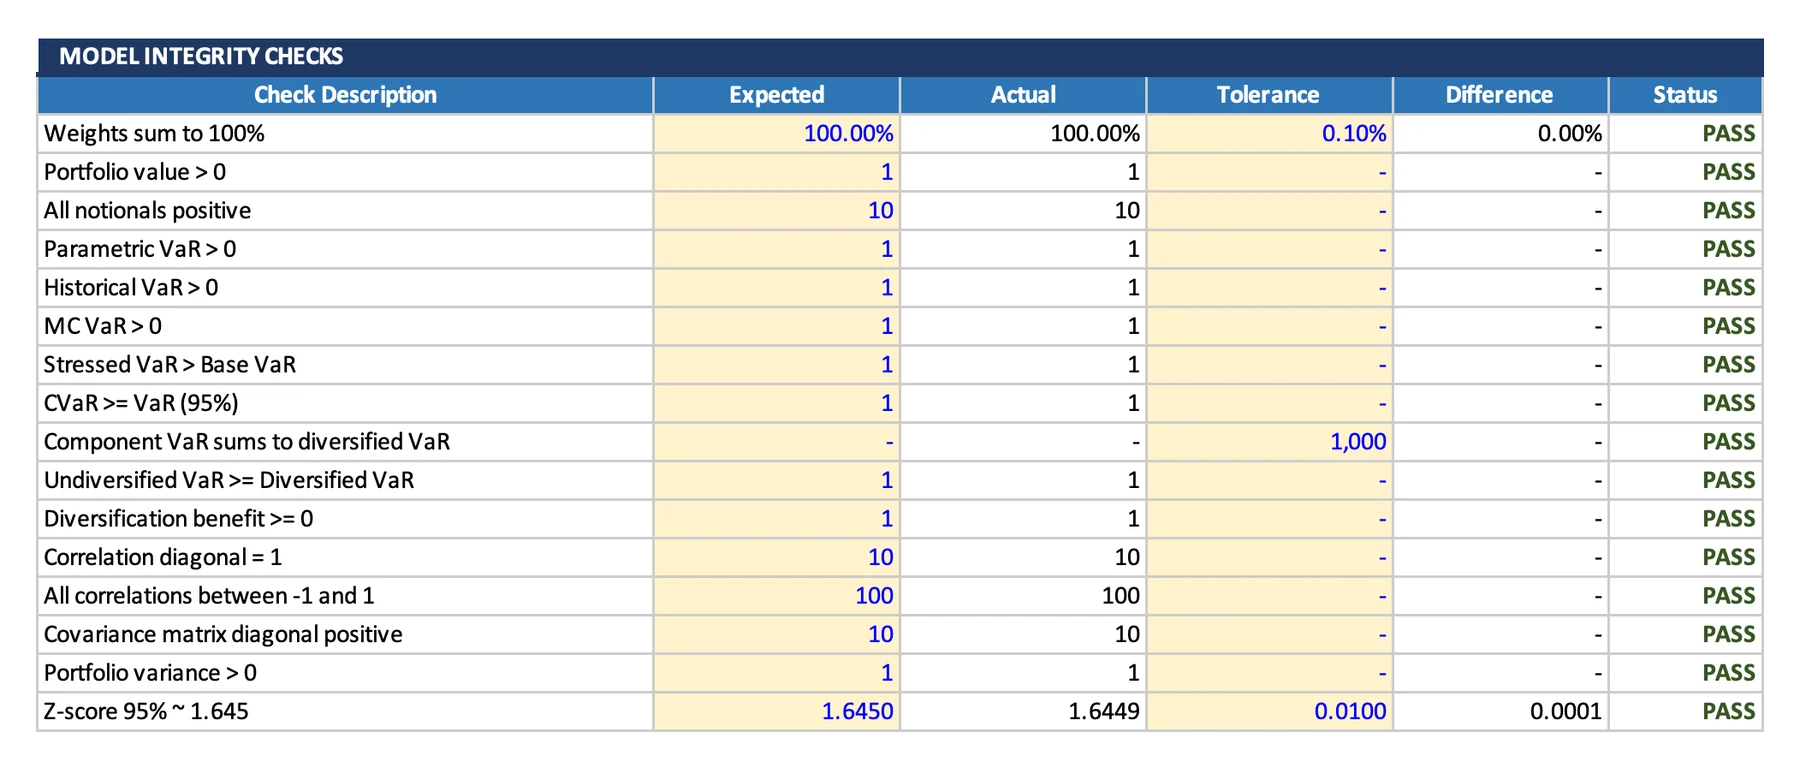 MODEL INTEGRITY CHECKS
Check Description Expected Actual Tolerance Difference Status
Weights sum to 100% 100.00% 100.00% 0.10% 0.00% PASS
Portfolio value > 0 1 1 - - PASS
All notionals positive 10 10 - - PASS
Parametric VaR > 0 1 1 - - PASS
Historical VaR > 0 1 1 - - PASS
MC VaR > 0 1 1 - - PASS
Stressed VaR > Base VaR 1 1 - - PASS
CVaR >= VaR (95%) 1 1 - - PASS
Component VaR sums to diversified VaR - - 1,000 - PASS
Undiversified VaR >= Diversified VaR 1 1 - - PASS
Diversification benefit >= 0 1 1 - - PASS
Correlation diagonal = 1 10 10 - - PASS
All correlations between -1 and 1 100 100 - - PASS
Covariance matrix diagonal positive 10 10 - - PASS
Portfolio variance > 0 1 1 - - PASS
Z-score 95% ~ 1.645 1.6450 1.6449 0.0100 0.0001 PASS